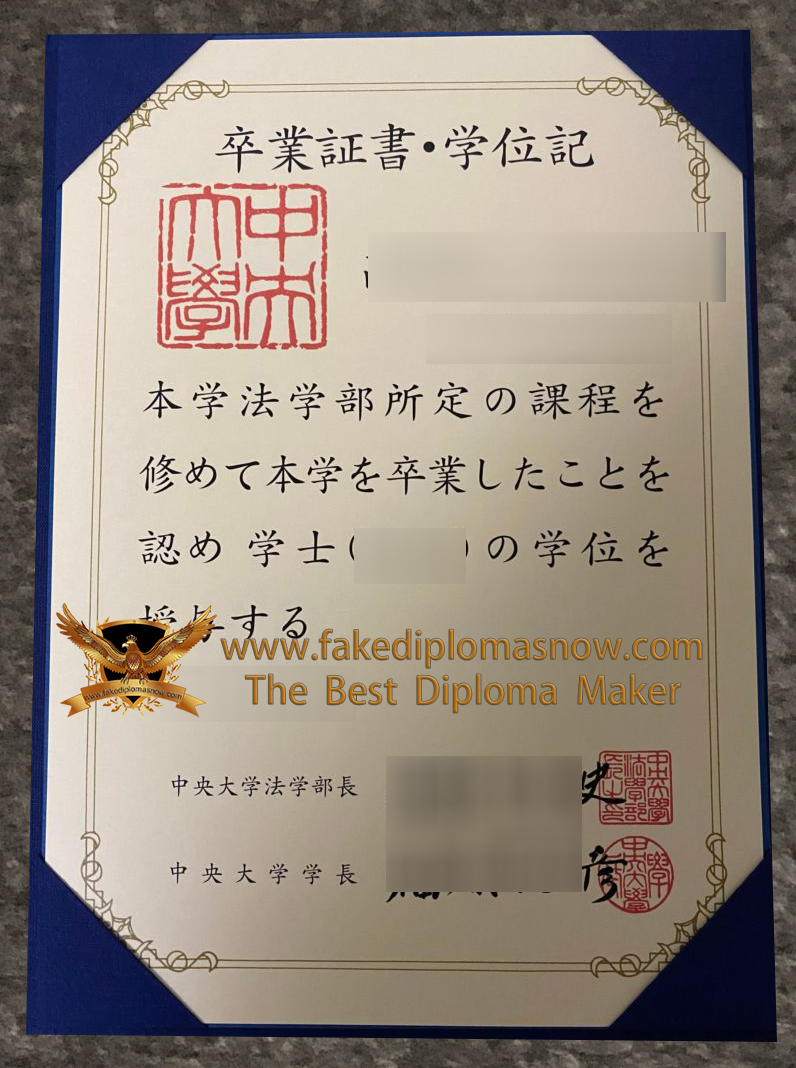 卒業証書・学位記
中央
大學
本学法学部所定の課程を
修めて本学を卒業したことを
認め 学士( )の学位を
授与する
www.fakediplomasnow.com
www.fakediplomasnow.com
The Best Diploma Maker
中央大学法学部長
史
中央大学学長
彦